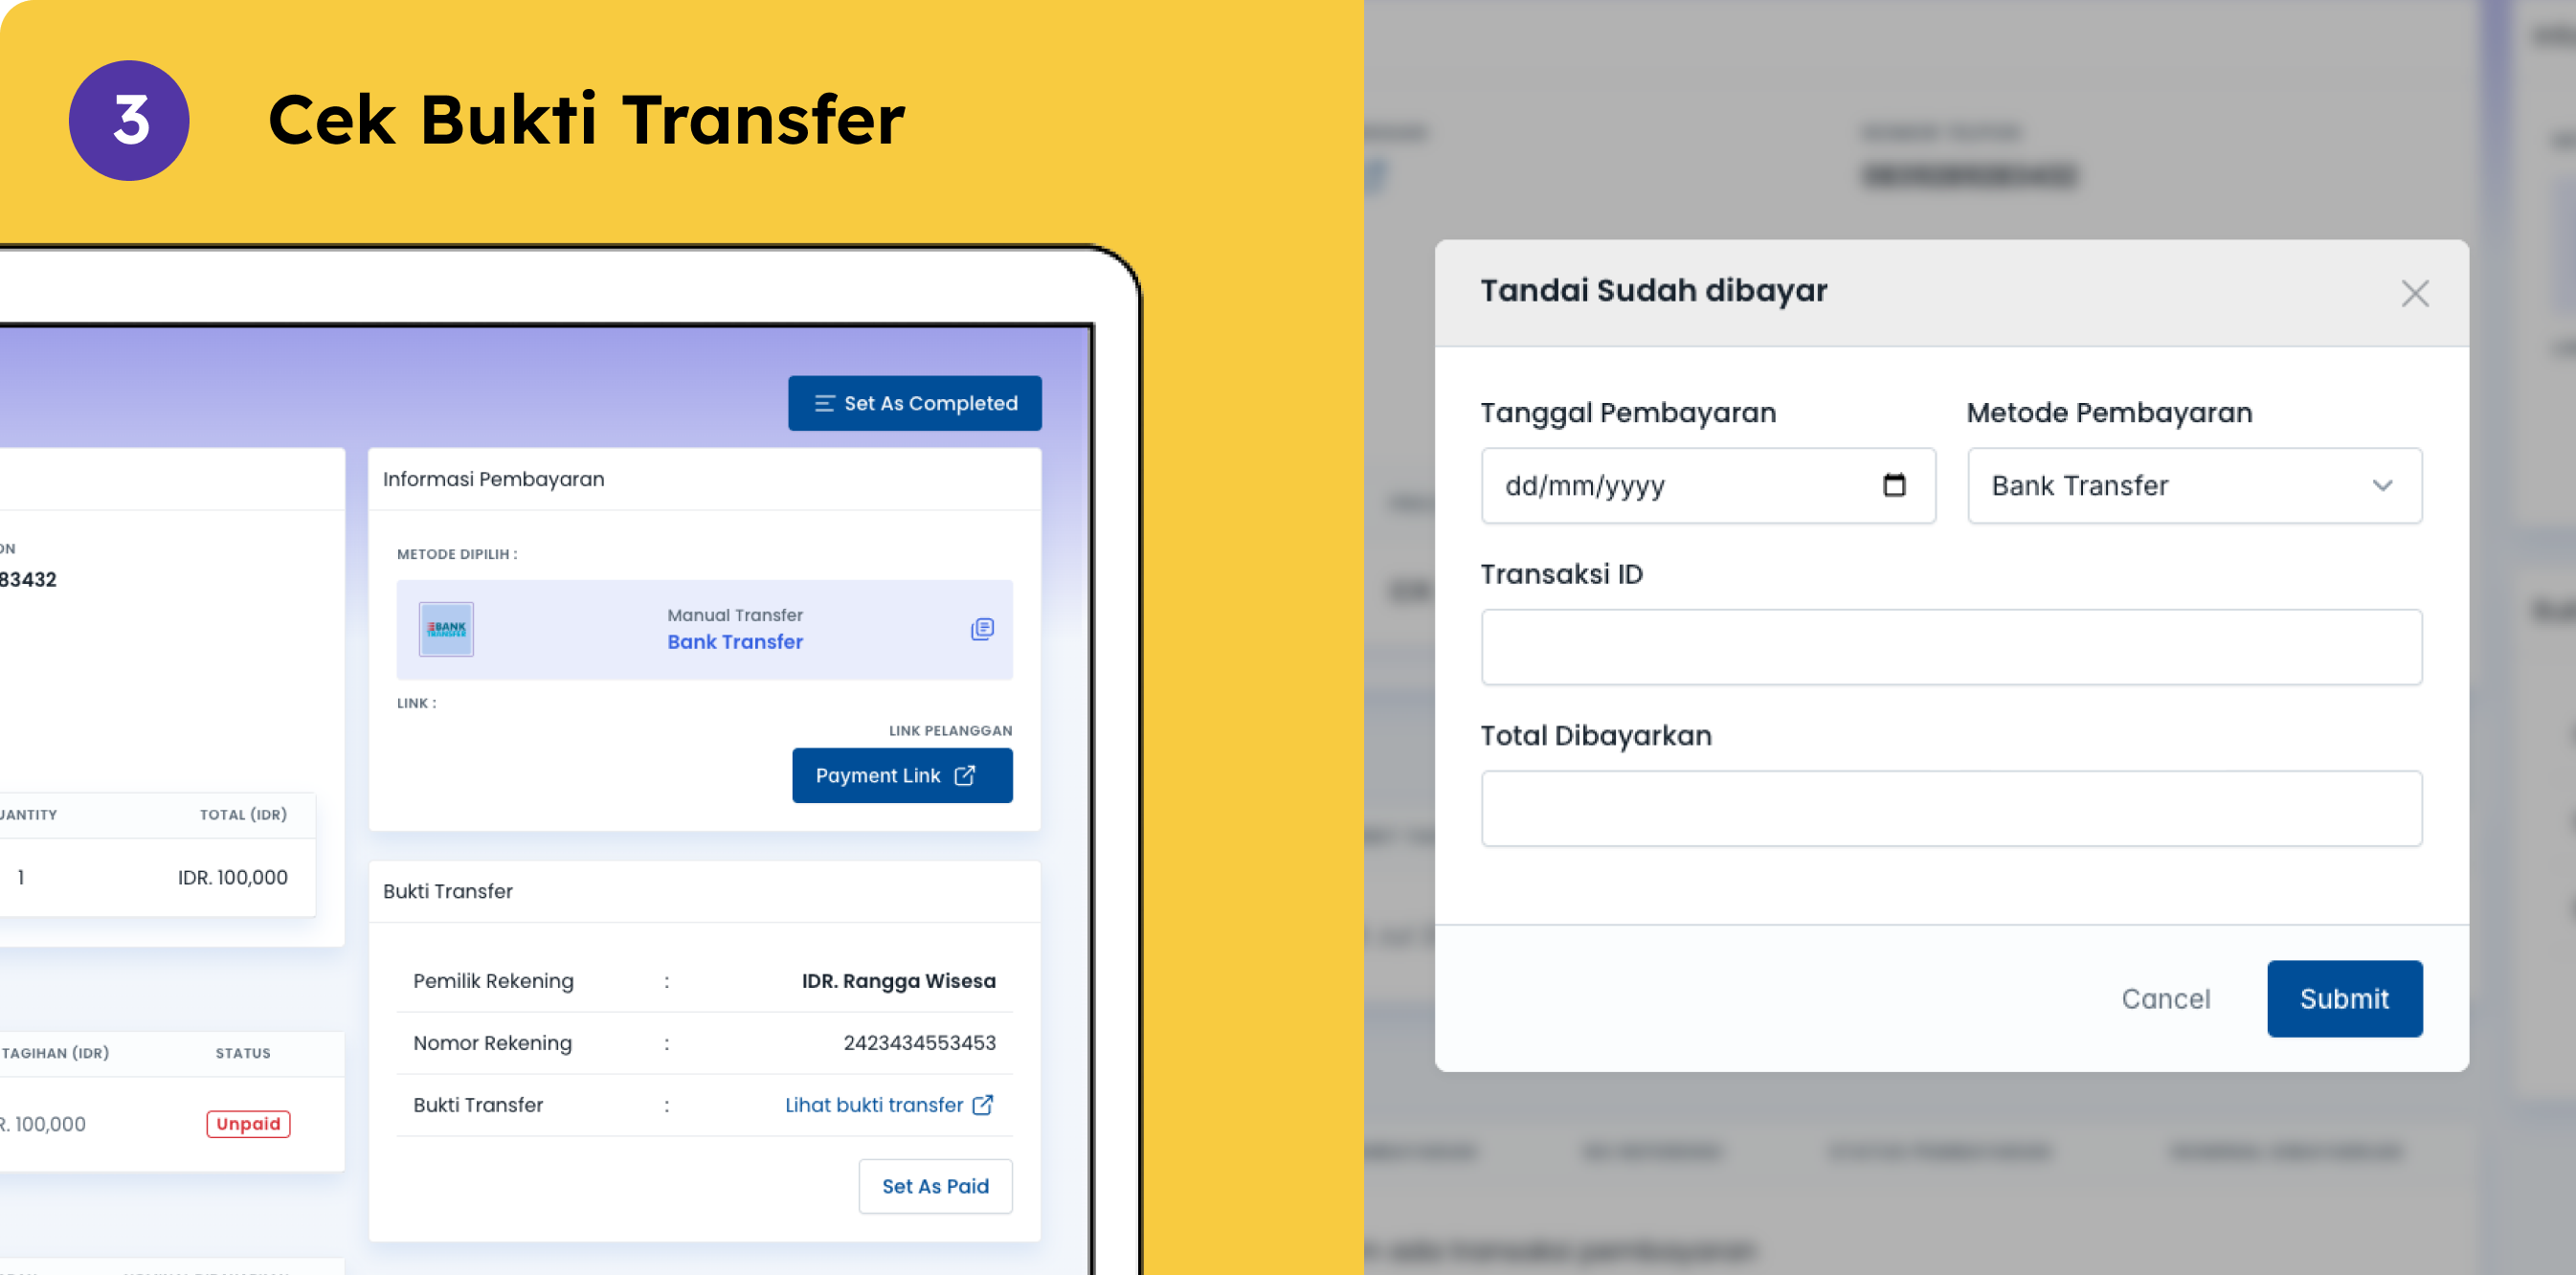 3 Cek Bukti Transfer
Set As Completed
Informasi Pembayaran
METODE DIPILIH :
BANK
TRANSFER
Manual Transfer
Bank Transfer
LINK :
LINK PELANGGAN
Payment Link
83432
UANTITY TOTAL (IDR)
1 IDR. 100,000
Bukti Transfer
Pemilik Rekening : IDR. Rangga Wisesa
Nomor Rekening : 2423434553453
Bukti Transfer : Lihat bukti transfer
Set As Paid
TAGIHAN (IDR) STATUS
R. 100,000 Unpaid
Tandai Sudah dibayar
Tanggal Pembayaran
dd/mm/yyyy
Metode Pembayaran
Bank Transfer
Transaksi ID
Total Dibayarkan
Cancel
Submit